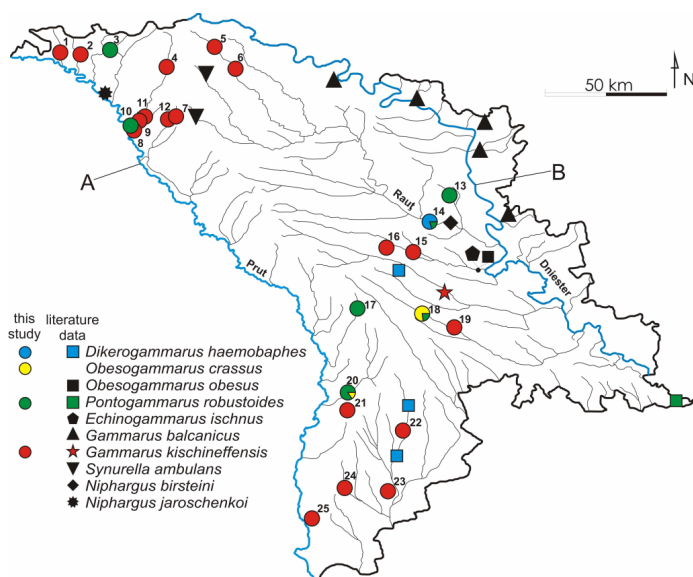 1
2
3
4
5
6
N
50 km
11
10
12
7
9
8
A
B
13
Raut
14
16
15
Prut
Dniester
17
18
19
this study
literature data
Dikerogammarus haemobaphes
Obesogammarus crassus
Obesogammarus obesus
Pontogammarus robustoides
Echinogammarus ischnus
Gammarus balcanicus
Gammarus kischineffensis
Synurella ambulans
Niphargus birsteini
Niphargus jaroschenkoi
20
21
22
24
23
25